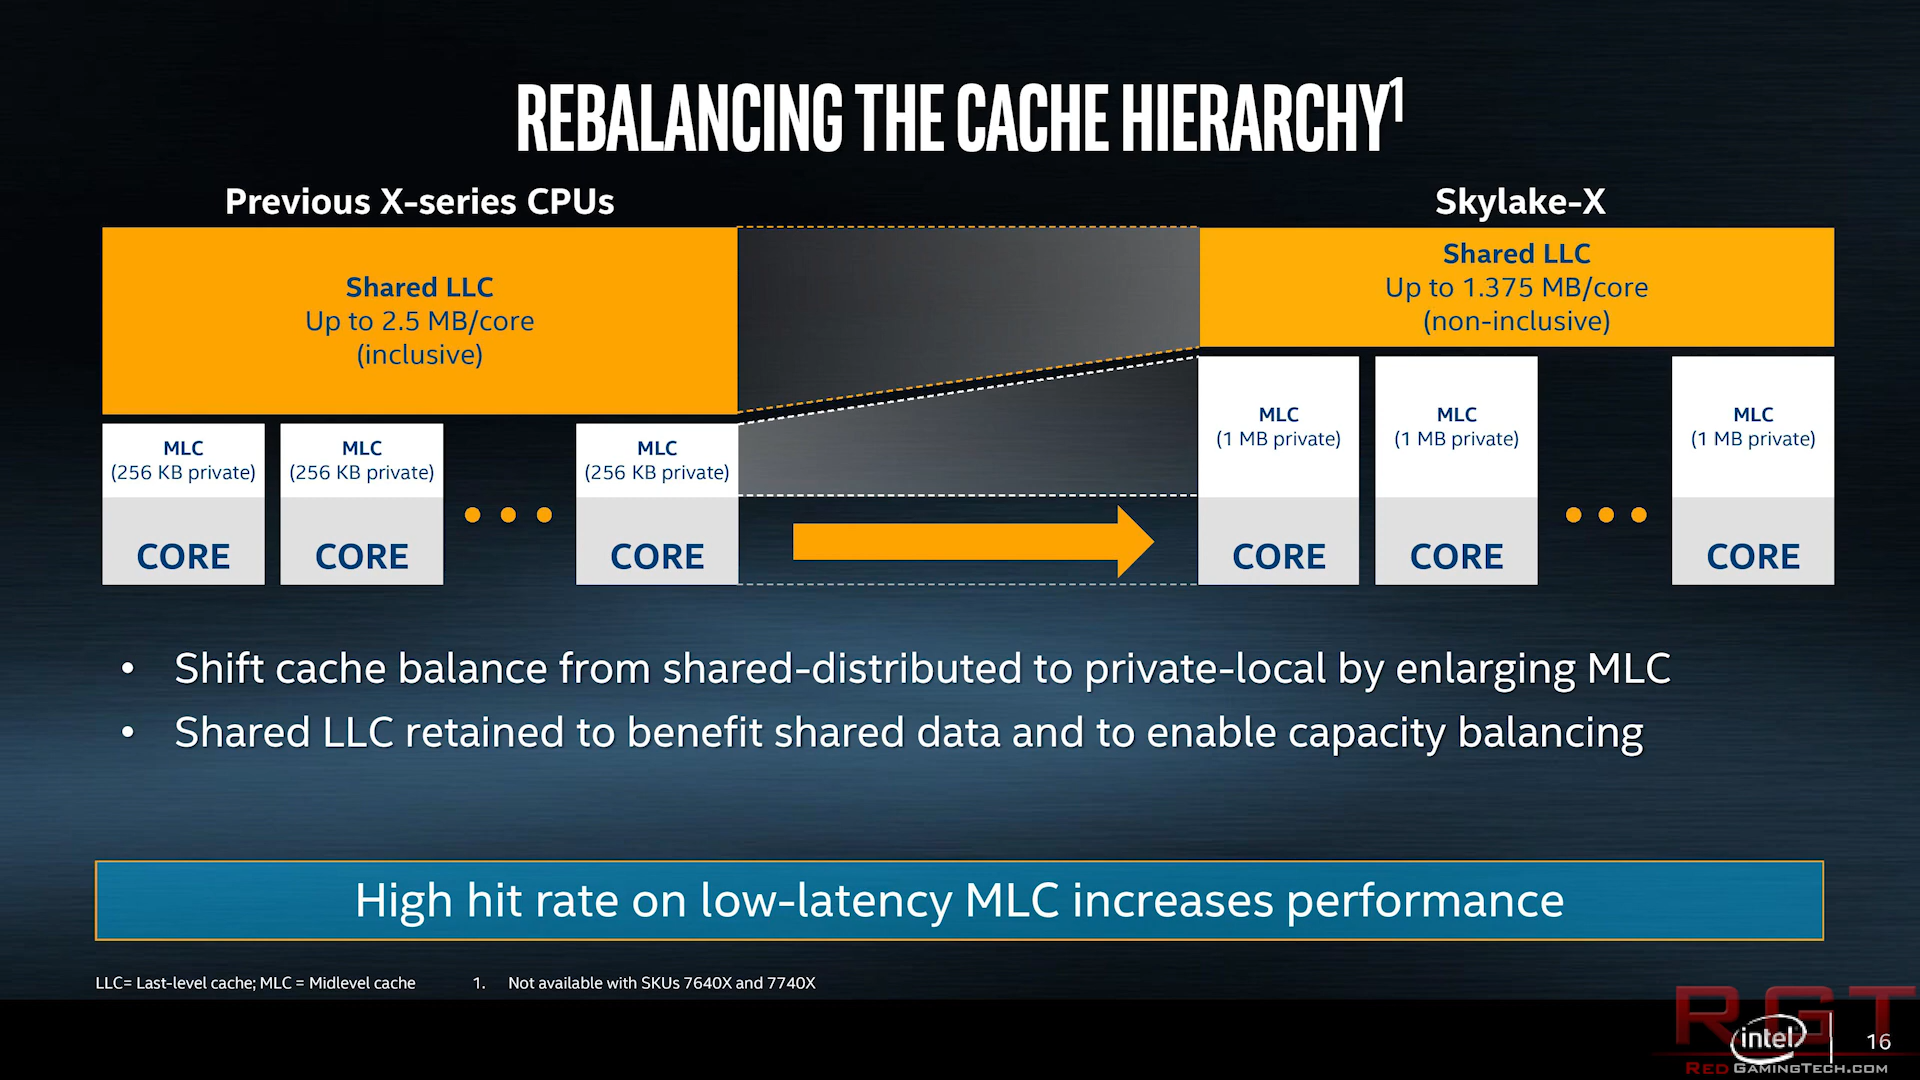 REBALANCING THE CACHE HIERARCHY1
Previous X-series CPUs
Skylake-X
Shared LLC
Up to 2.5 MB/core
(inclusive)
Shared LLC
Up to 1.375 MB/core
(non-inclusive)
MLC
(256 KB private)
CORE
MLC
(256 KB private)
CORE
MLC
(256 KB private)
CORE
MLC
(1 MB private)
CORE
MLC
(1 MB private)
CORE
MLC
(1 MB private)
CORE
• Shift cache balance from shared-distributed to private-local by enlarging MLC
• Shared LLC retained to benefit shared data and to enable capacity balancing
High hit rate on low-latency MLC increases performance
LLC= Last-level cache; MLC = Midlevel cache
1. Not available with SKUs 7640X and 7740X
RGT
intel
16
REDGAMINGTECH.COM